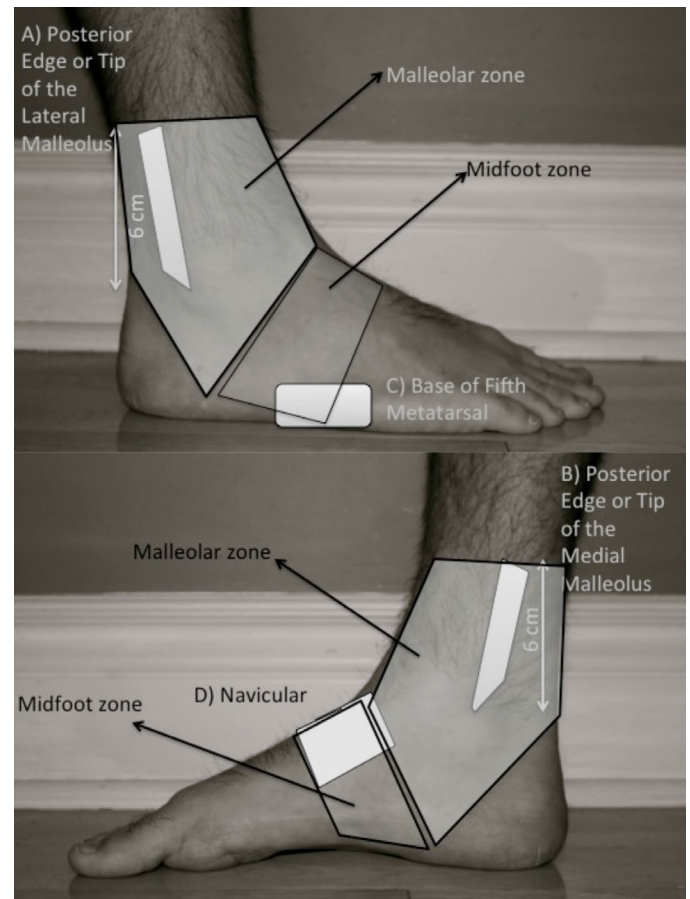 A) Posterior
Edge or Tip
of the
Lateral
Malleolus
Malleolar zone
Midfoot zone
6 cm
C) Base of Fifth
Metatarsal
B) Posterior
Edge or Tip
of the
Medial
Malleolus
Malleolar zone
6 cm
D) Navicular
Midfoot zone